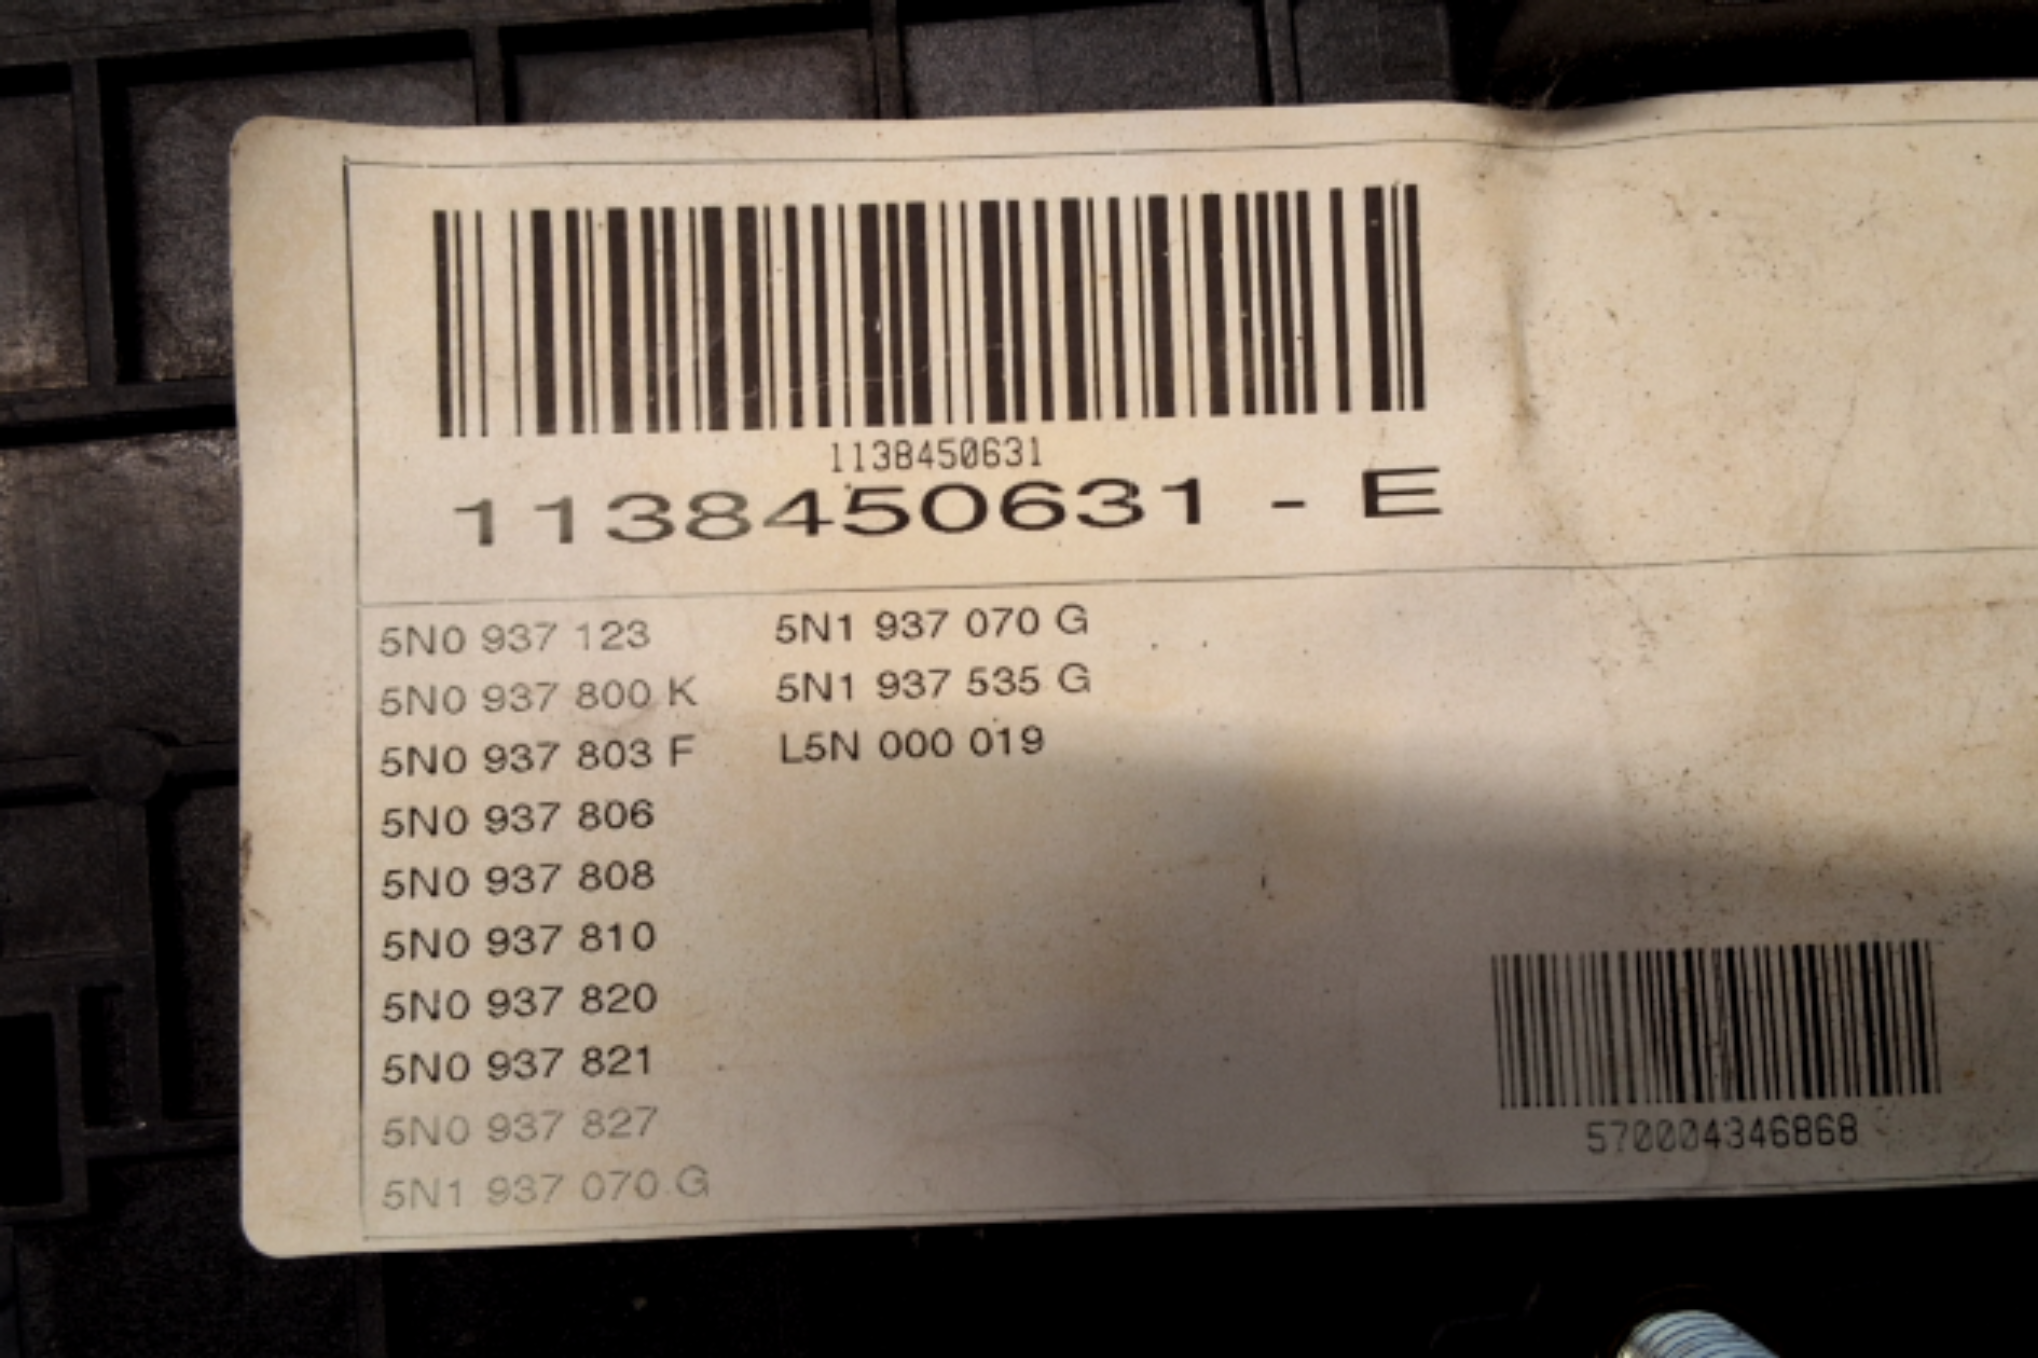 1138450631
1138450631 - E
5N0 937 123
5N0 937 800 K
5N0 937 803 F
5N0 937 806
5N0 937 808
5N0 937 810
5N0 937 820
5N0 937 821
5N0 937 827
5N1 937 070 G
5N1 937 070 G
5N1 937 535 G
L5N 000 019
570004346868